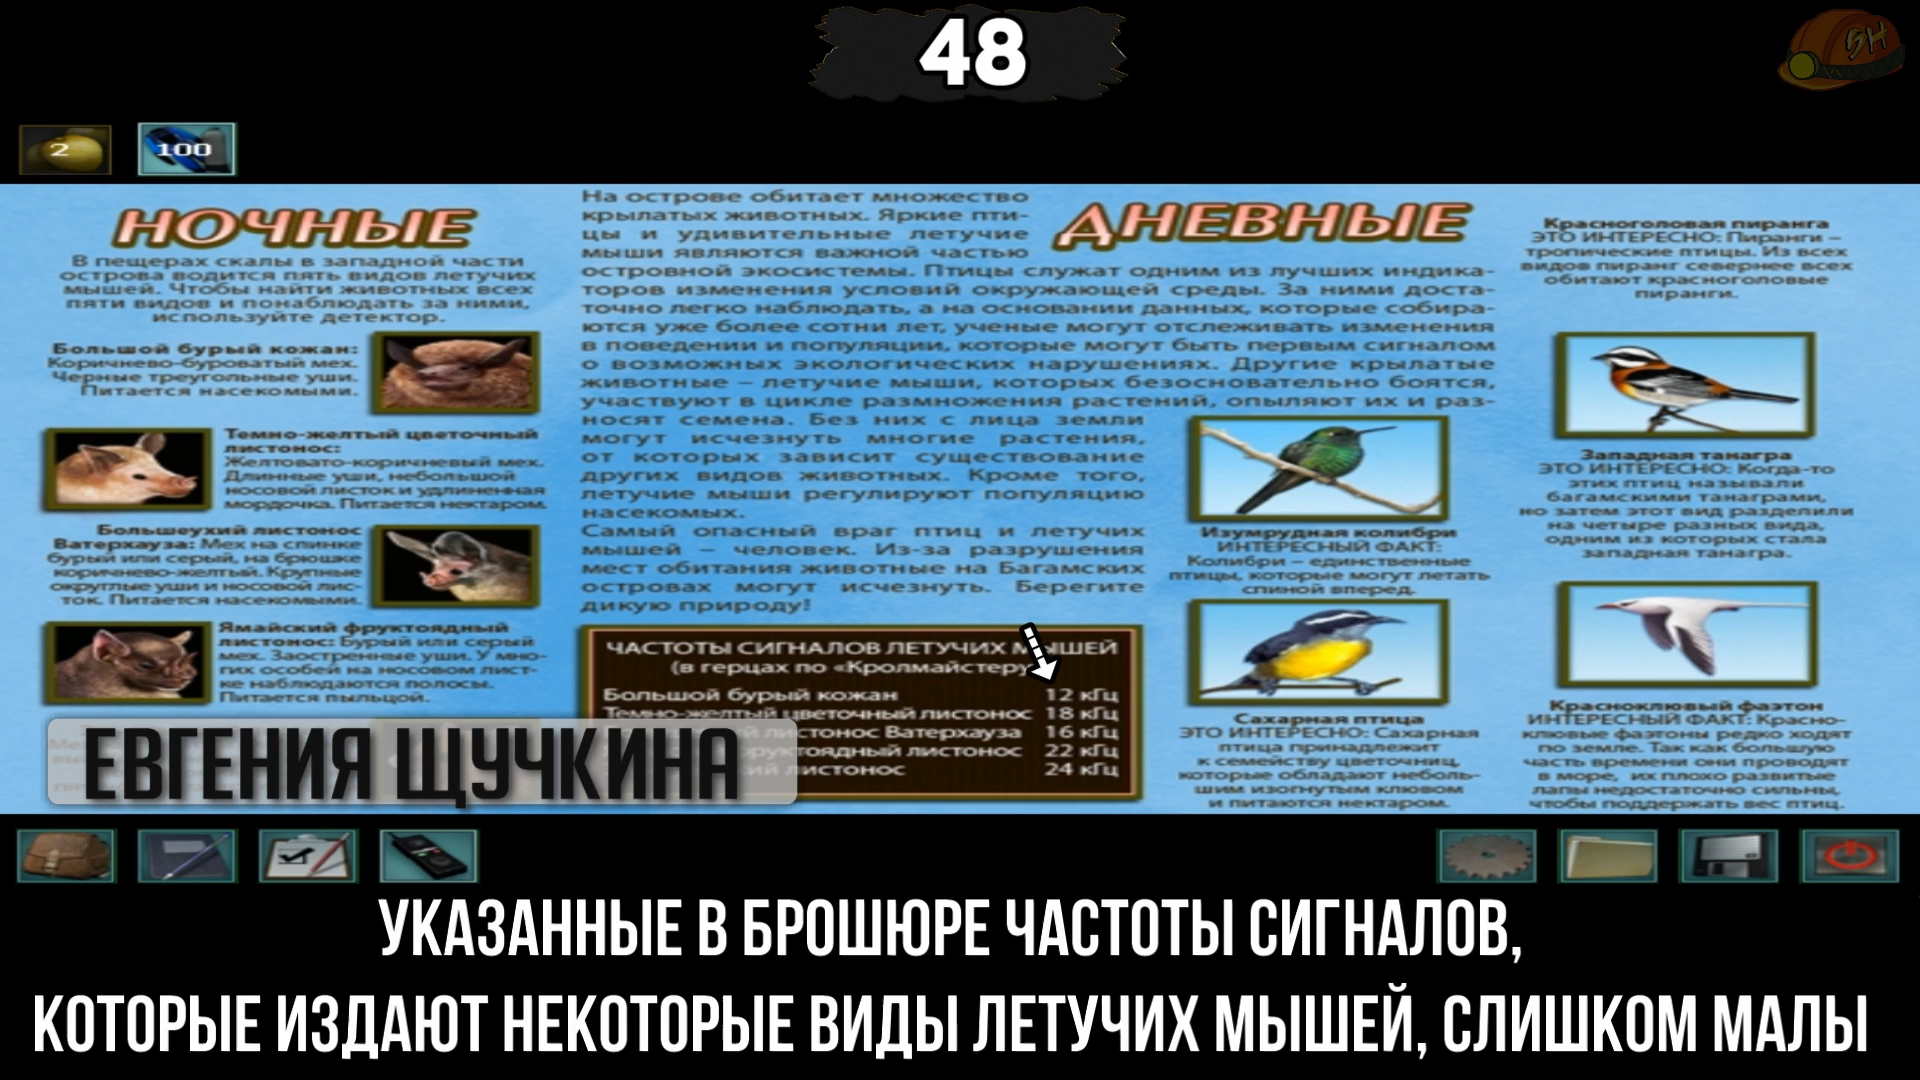 48
2
100
НОЧНЫЕ
В пещерах скалы в западной части
острова водится пять видов летучих
мышей. Чтобы найти животных всех
пяти видов и понаблюдать за ними,
используйте детектор.
Большой бурый кожан:
Коричнево-буроватый мех.
Черные треугольные уши.
Питается насекомыми.
Темно-желтый цветочный
листонос:
Желтовато-коричневый мех.
Длинные уши, небольшой
носовой листок и удлиненная
мордочка. Питается нектаром.
Большеухий листонос
Ватерхауза: Мех на спинке
бурый или серый, на брюшке
коричнево-желтый. Крупные
округлые уши и носовой лис-
ток. Питается насекомыми.
Ямайский фруктоядный
листонос: Бурый или серый
мех. Заостренные уши. У мно-
гих особей на носовом лист-
ке наблюдаются полосы.
Питается пыльцой.
На острове обитает множество
крылатых животных. Яркие пти-
цы и удивительные летучие
мыши являются важной частью
островной экосистемы. Птицы служат одним из лучших индика-
торов изменения условий окружающей среды. За ними доста-
точно легко наблюдать, а на основании данных, которые собира-
ются уже более сотни лет, ученые могут отслеживать изменения
в поведении и популяции, которые могут быть первым сигналом
о возможных экологических нарушениях. Другие крылатые
животные – летучие мыши, которых безосновательно боятся,
участвуют в цикле размножения растений, опыляют их и раз-
носят семена. Без них с лица земли
могут исчезнуть многие растения,
от которых зависит существование
других видов животных. Кроме того,
летучие мыши регулируют популяцию
насекомых.
Самый опасный враг птиц и летучих
мышей – человек. Из-за разрушения
мест обитания животные на Багамских
островах могут исчезнуть. Берегите
дикую природу!
ЧАСТОТЫ СИГНАЛОВ ЛЕТУЧИХ МЫШЕЙ
(в герцах по «Кролмайстеру
Большой бурый кожан 12 кГц
Темно-желтый цветочный листонос 18 кГц
листонос Ватерхауза 16 кГц
листонос 22 кГц
листонос 24 кГц
ДНЕВНЫЕ
Изумрудная колибри
ИНТЕРЕСНЫЙ ФАКТ:
Колибри – единственные
птицы, которые могут летать
спиной вперед.
Сахарная птица
ЭТО ИНТЕРЕСНО: Сахарная
птица принадлежит
к семейству цветочниц,
которые обладают неболь-
шим изогнутым клювом
и питаются нектаром.
Красноголовая пиранга
ЭТО ИНТЕРЕСНО: Пиранги –
тропические птицы. Из всех
видов пиранг севернее всех
обитают красноголовые
пиранги.
Западная танагра
ЭТО ИНТЕРЕСНО: Когда-то
этих птиц называли
багамскими танаграми,
но затем этот вид разделили
на четыре разных вида,
одним из которых стала
западная танагра.
Красноклювый фаэтон
ИНТЕРЕСНЫЙ ФАКТ: Красно-
клювые фаэтоны редко ходят
по земле. Так как большую
часть времени они проводят
в море, их плохо развитые
лапы недостаточно сильны,
чтобы поддержать вес птиц.
ЕВГЕНИЯ ЩУЧКИНА
УКАЗАННЫЕ В БРОШЮРЕ ЧАСТОТЫ СИГНАЛОВ,
КОТОРЫЕ ИЗДАЮТ НЕКОТОРЫЕ ВИДЫ ЛЕТУЧИХ МЫШЕЙ, СЛИШКОМ МАЛЫ